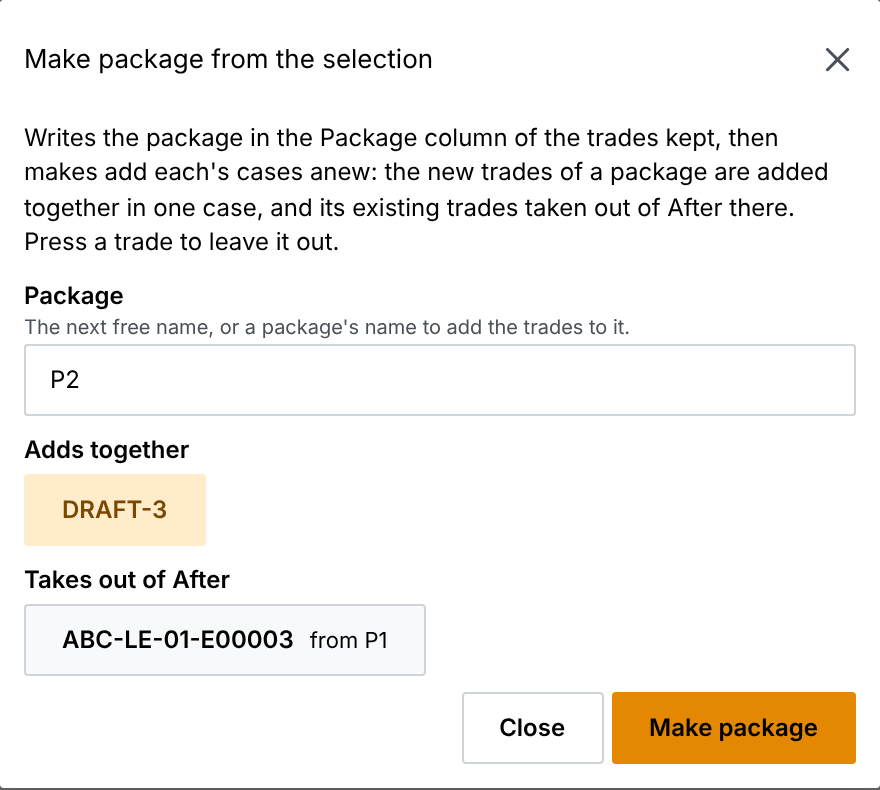 Make package from the selection
Writes the package in the Package column of the trades kept, then
makes add each's cases anew: the new trades of a package are added
together in one case, and its existing trades taken out of After there.
Press a trade to leave it out.
Package
The next free name, or a package's name to add the trades to it.
P2
Adds together
DRAFT-3
Takes out of After
ABC-LE-01-E00003 from P1
Close Make package